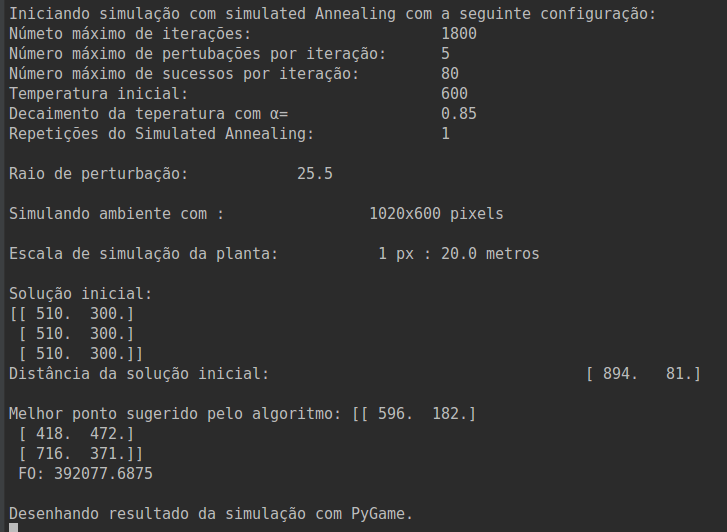 Iniciando simulação com simulated Annealing com a seguinte configuração:
Númeto máximo de iterações: 1800
Número máximo de pertubações por iteração: 5
Número máximo de sucessos por iteração: 80
Temperatura inicial: 600
Decaimento da teperatura com α= 0.85
Repetições do Simulated Annealing: 1
Raio de perturbação: 25.5
Simulando ambiente com : 1020x600 pixels
Escala de simulação da planta: 1 px : 20.0 metros
Solução inicial:
[[ 510. 300.]
[ 510. 300.]
[ 510. 300.]]
Distância da solução inicial: [ 894. 81.]
Melhor ponto sugerido pelo algoritmo: [[ 596. 182.]
[ 418. 472.]
[ 716. 371.]]
FO: 392077.6875
Desenhando resultado da simulação com PyGame.